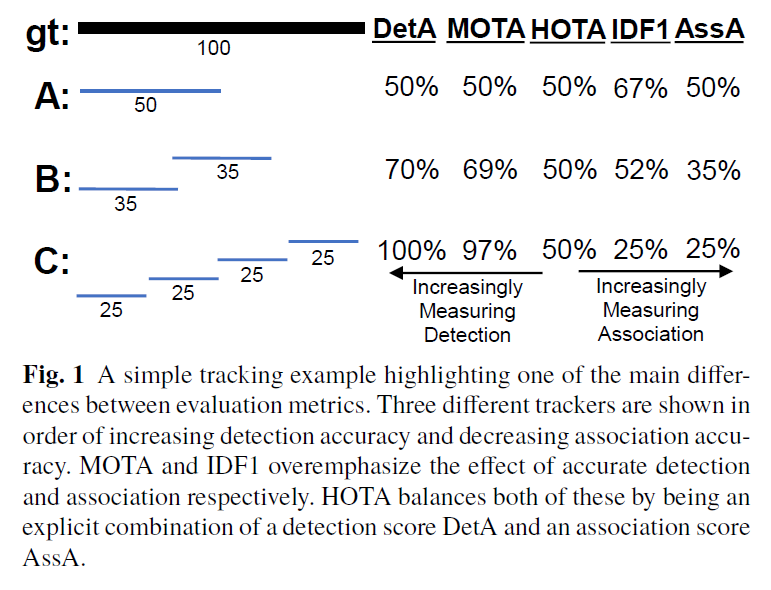 gt: DetA MOTA HOTA IDF1 AssA
100
A: 50% 50% 50% 67% 50%
50
B: 35 70% 69% 50% 52% 35%
35
C: 25 100% 97% 50% 25% 25%
25
25
25
Increasingly Measuring Detection
Increasingly Measuring Association
Fig. 1 A simple tracking example highlighting one of the main differ-
ences between evaluation metrics. Three different trackers are shown in
order of increasing detection accuracy and decreasing association accu-
racy. MOTA and IDF1 overemphasize the effect of accurate detection
and association respectively. HOTA balances both of these by being an
explicit combination of a detection score DetA and an association score
AssA.